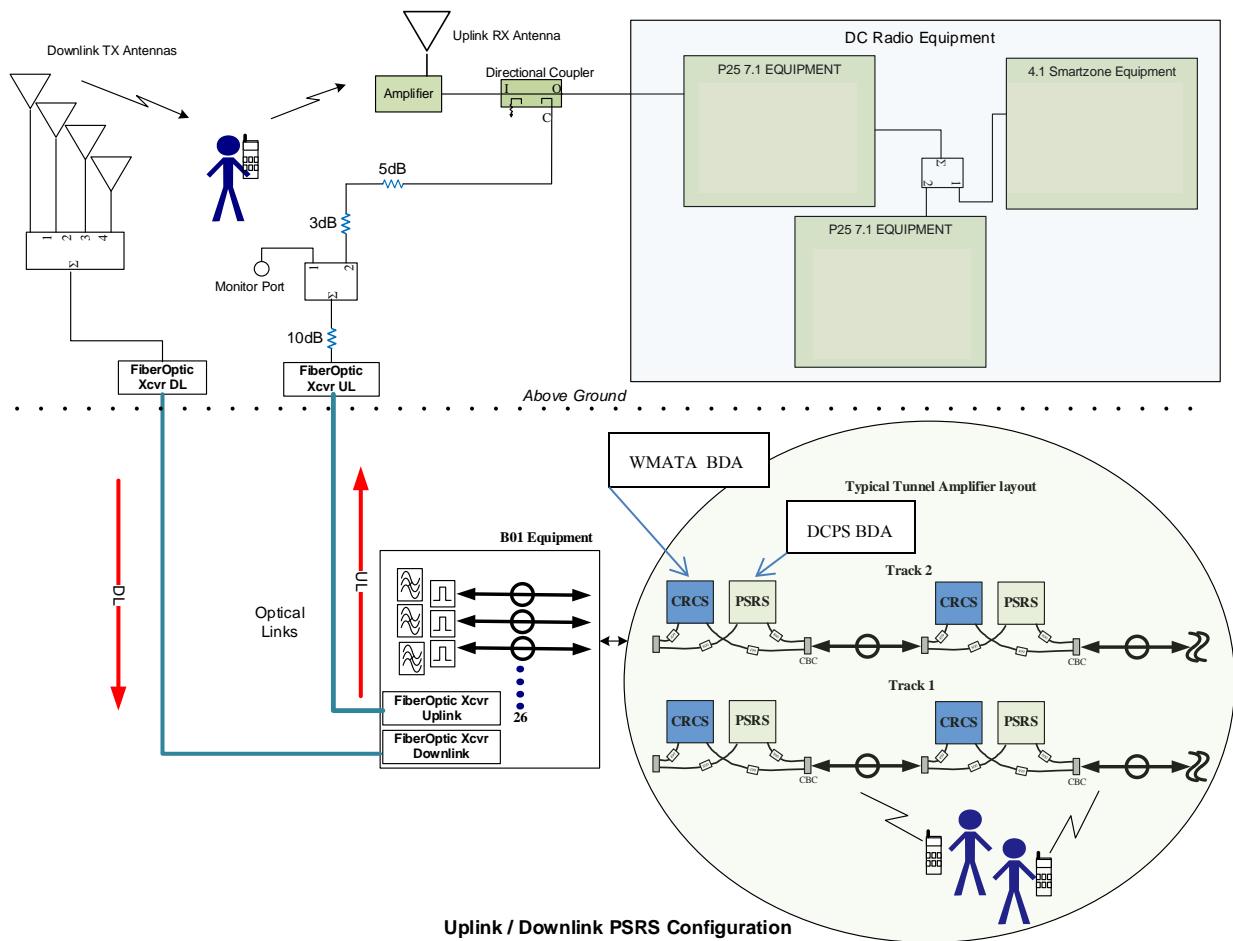 Downlink TX Antennas
Uplink RX Antenna
Amplifier
Directional Coupler
I
O
C
DC Radio Equipment
P25 7.1 EQUIPMENT
4.1 Smartzone Equipment
Σ
2
1
P25 7.1 EQUIPMENT
5dB
3dB
1
2
3
4
Σ
1
2
Σ
Monitor Port
10dB
FiberOptic
Xcvr DL
FiberOptic
Xcvr UL
Above Ground
DL
UL
Optical
Links
B01 Equipment
FiberOptic Xcvr
Uplink
FiberOptic Xcvr
Downlink
26
WMATA BDA
DCPS BDA
Typical Tunnel Amplifier layout
Track 2
CRCS
PSRS
CBC
CRCS
PSRS
CBC
Track 1
CRCS
PSRS
CBC
CRCS
PSRS
CBC
Uplink / Downlink PSRS Configuration